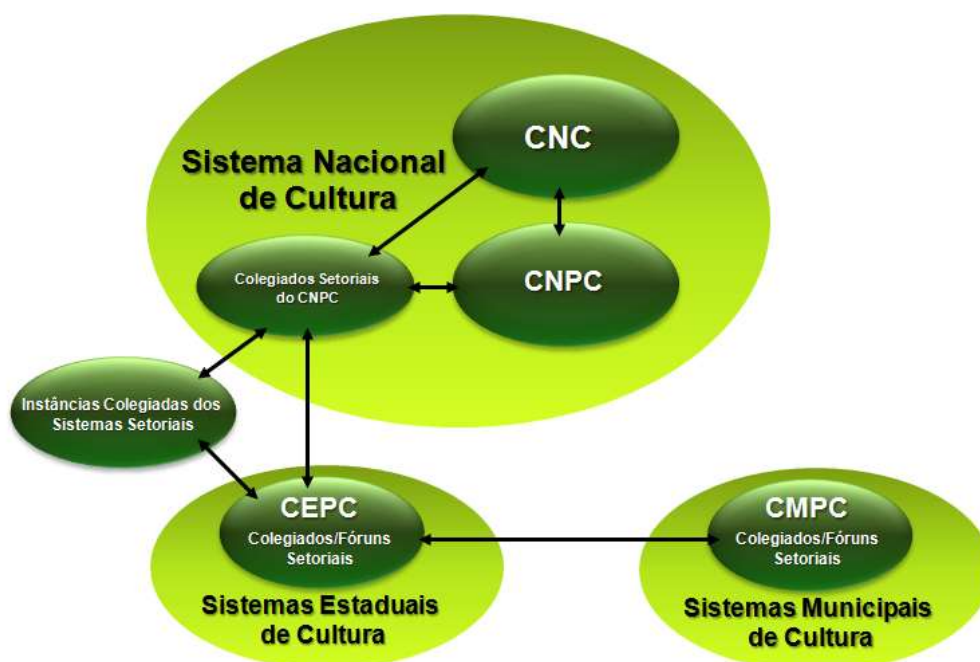 CNC
Sistema Nacional
de Cultura
Colegiados Setoriais
do CNPC
CNPC
Instâncias Colegiadas dos
Sistemas Setoriais
CEPC
Colegiados/Fóruns
Setoriais
Sistemas Estaduais
de Cultura
CMPC
Colegiados/Fóruns
Setoriais
Sistemas Municipais
de Cultura